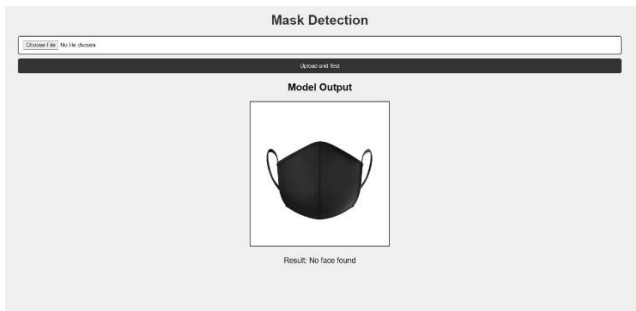 Mask Detection
Choose File No file chosen
Upload and Test
Model Output
Result: No face found